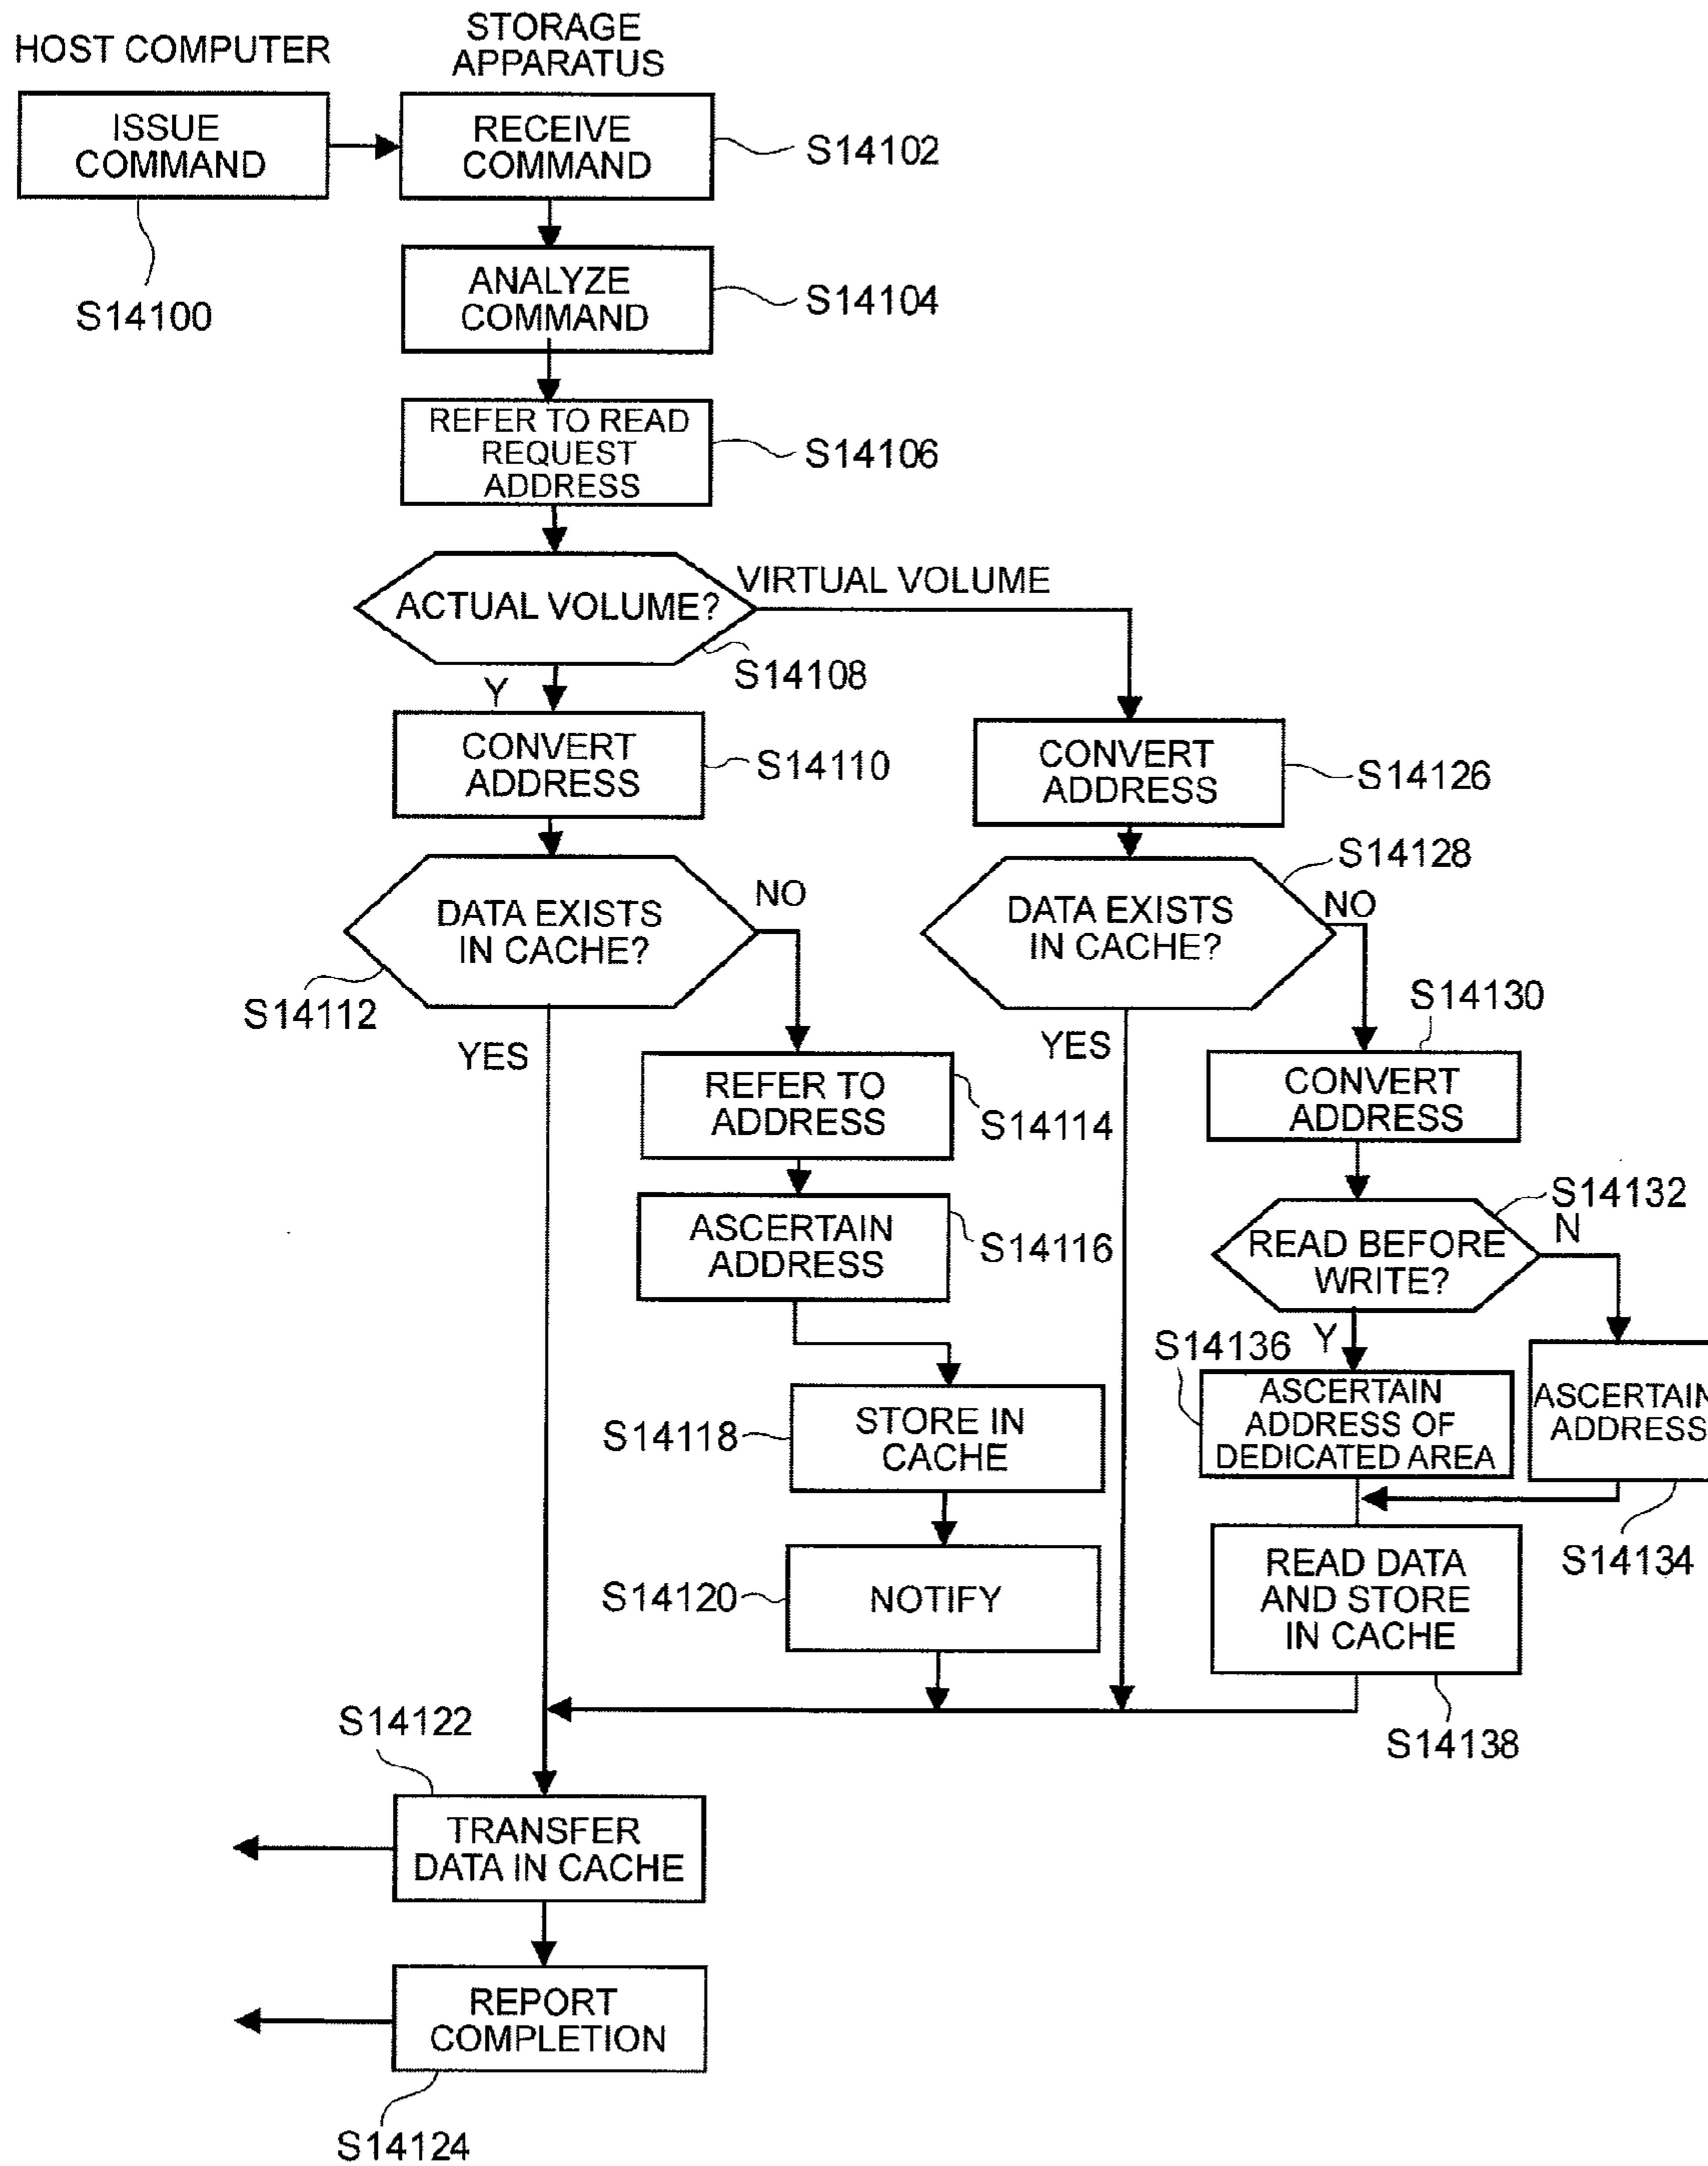 HOST COMPUTER
STORAGE
APPARATUS
ISSUE
COMMAND
RECEIVE
COMMAND
S14102
S14100
ANALYZE
COMMAND
S14104
REFER TO READ
REQUEST
ADDRESS
S14106
ACTUAL VOLUME?
VIRTUAL VOLUME
S14108
Y
CONVERT
ADDRESS
S14110
CONVERT
ADDRESS
S14126
DATA EXISTS
IN CACHE?
NO
S14112
YES
DATA EXISTS
IN CACHE?
S14128
NO
YES
S14130
REFER TO
ADDRESS
S14114
CONVERT
ADDRESS
ASCERTAIN
ADDRESS
S14116
READ BEFORE
WRITE?
S14132
N
Y
S14136
ASCERTAIN
ADDRESS OF
DEDICATED AREA
ASCERTAIN
ADDRESS
S14134
S14118
STORE IN
CACHE
S14120
NOTIFY
READ DATA
AND STORE
IN CACHE
S14138
S14122
TRANSFER
DATA IN CACHE
REPORT
COMPLETION
S14124